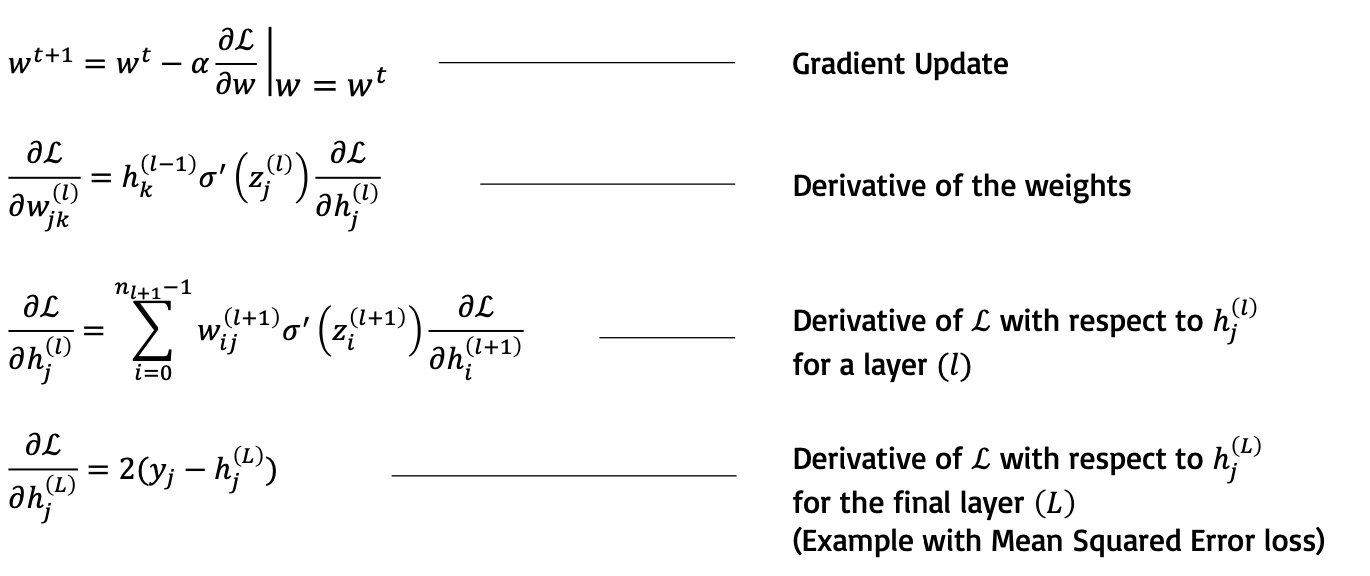 $w^{t+1} = w^t - \alpha \frac{\partial \mathcal{L}}{\partial w} \Big|_{w = w^t}$ Gradient Update
$\frac{\partial \mathcal{L}}{\partial w_{jk}^{(l)}} = h_k^{(l-1)} \sigma' \left( z_j^{(l)} \right) \frac{\partial \mathcal{L}}{\partial h_j^{(l)}}$ Derivative of the weights
$\frac{\partial \mathcal{L}}{\partial h_j^{(l)}} = \sum_{i=0}^{n_{l+1}-1} w_{ij}^{(l+1)} \sigma' \left( z_i^{(l+1)} \right) \frac{\partial \mathcal{L}}{\partial h_i^{(l+1)}}$ Derivative of $\mathcal{L}$ with respect to $h_j^{(l)}$
for a layer $(l)$
$\frac{\partial \mathcal{L}}{\partial h_j^{(L)}} = 2(y_j - h_j^{(L)})$ Derivative of $\mathcal{L}$ with respect to $h_j^{(L)}$
for the final layer $(L)$
(Example with Mean Squared Error loss)